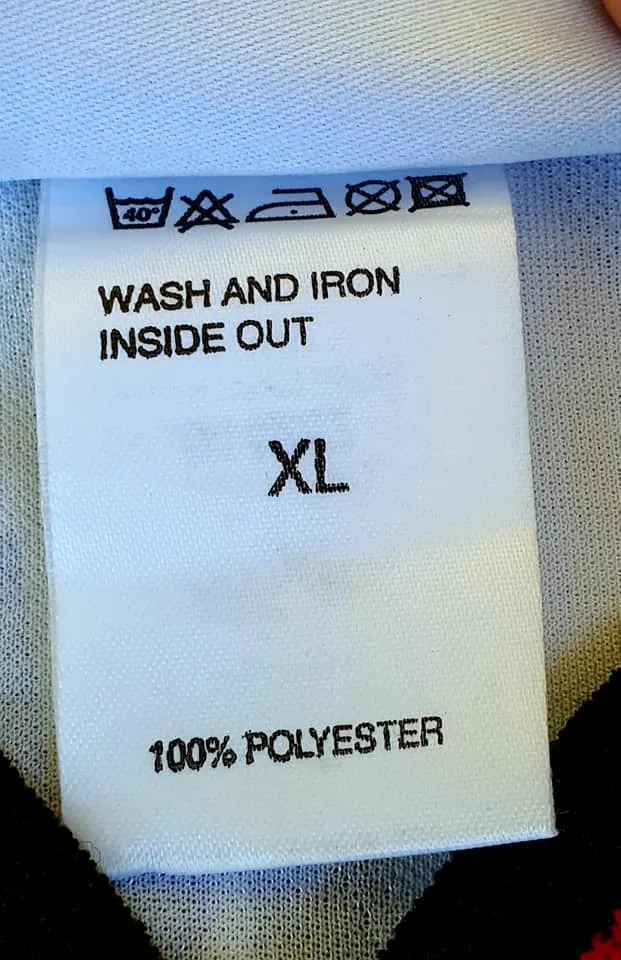 40°
WASH AND IRON
INSIDE OUT
XL
100% POLYESTER